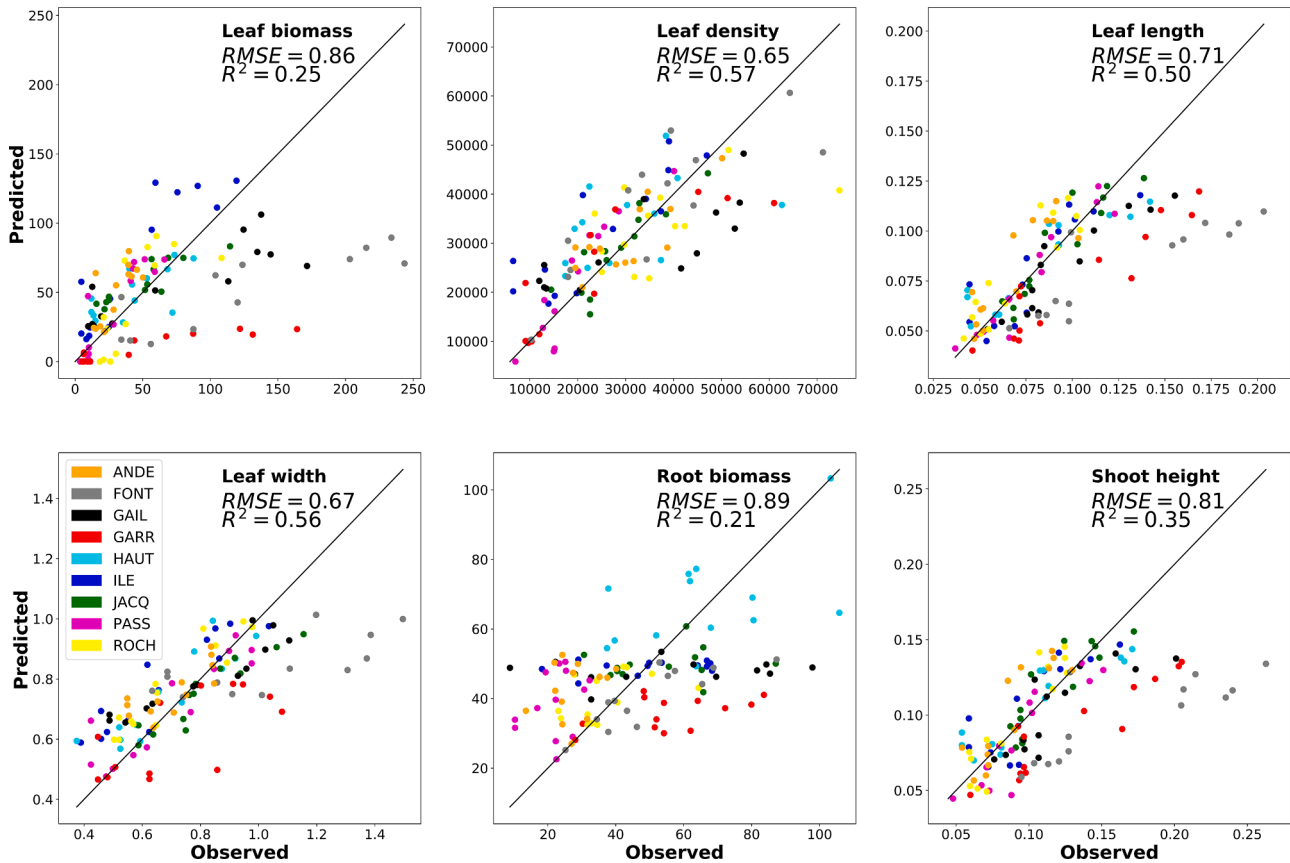 Leaf biomass
RMSE = 0.86
R² = 0.25
250
200
150
100
50
0
0 50 100 150 200 250
Predicted
Leaf density
RMSE = 0.65
R² = 0.57
70000
60000
50000
40000
30000
20000
10000
10000 20000 30000 40000 50000 60000 70000
Leaf length
RMSE = 0.71
R² = 0.50
0.200
0.175
0.150
0.125
0.100
0.075
0.050
0.025 0.050 0.075 0.100 0.125 0.150 0.175 0.200
Leaf width
RMSE = 0.67
R² = 0.56
ANDE
FONT
GAIL
GARR
HAUT
ILE
JACQ
PASS
ROCH
1.4
1.2
1.0
0.8
0.6
0.4
0.4 0.6 0.8 1.0 1.2 1.4
Predicted
Observed
Root biomass
RMSE = 0.89
R² = 0.21
100
80
60
40
20
20 40 60 80 100
Observed
Shoot height
RMSE = 0.81
R² = 0.35
0.25
0.20
0.15
0.10
0.05
0.05 0.10 0.15 0.20 0.25
Observed